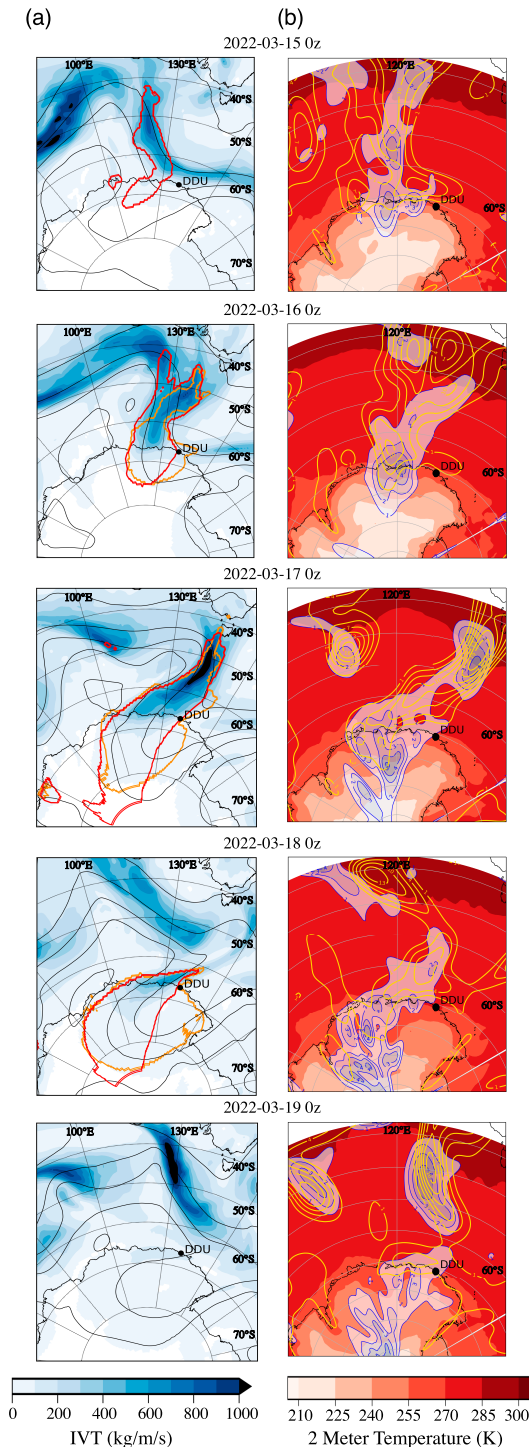 (a) (b)
2022-03-15 0z
100°E 130°E 120°E
40°S
50°S
DDU DDU
60°S 60°S
70°S
2022-03-16 0z
100°E 130°E 120°E
40°S
50°S
DDU DDU
60°S 60°S
70°S
2022-03-17 0z
100°E 130°E 120°E
40°S
50°S
DDU DDU
60°S 60°S
70°S
2022-03-18 0z
130°E 120°E
40°S
50°S
DDU DDU
60°S 60°S
70°S
2022-03-19 0z
100°E 130°E 120°E
40°S
50°S
DDU DDU
60°S 60°S
70°S
0 200 400 600 800 1000 210 225 240 255 270 285 300
IVT (kg/m/s) 2 Meter Temperature (K)